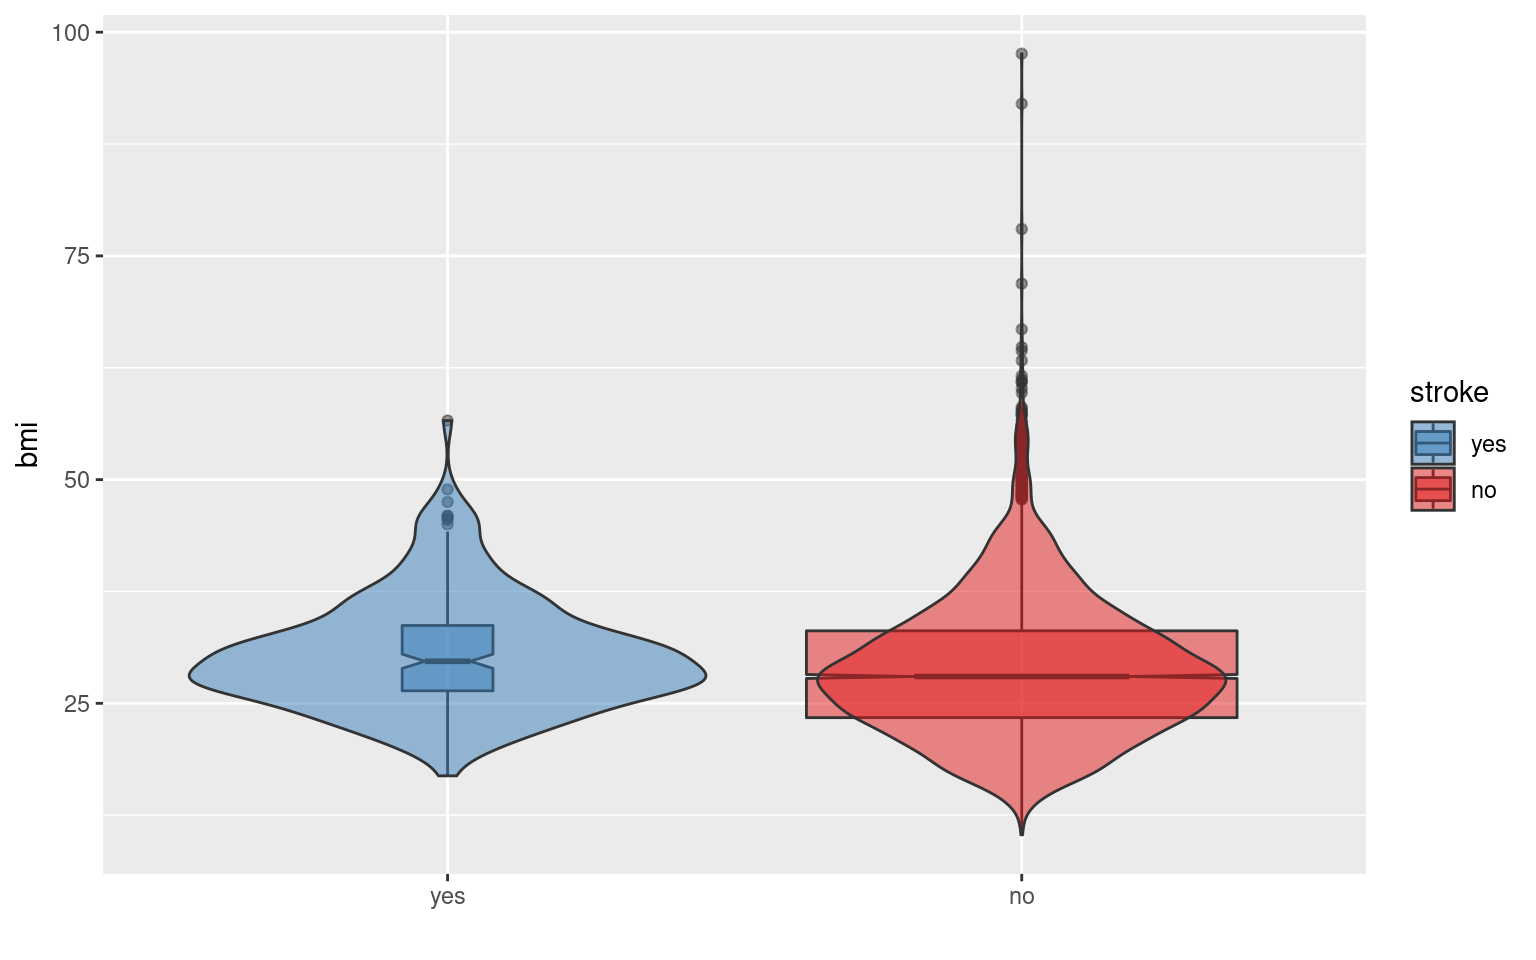 100
75
50
25
bmi
yes
no
stroke
yes
no